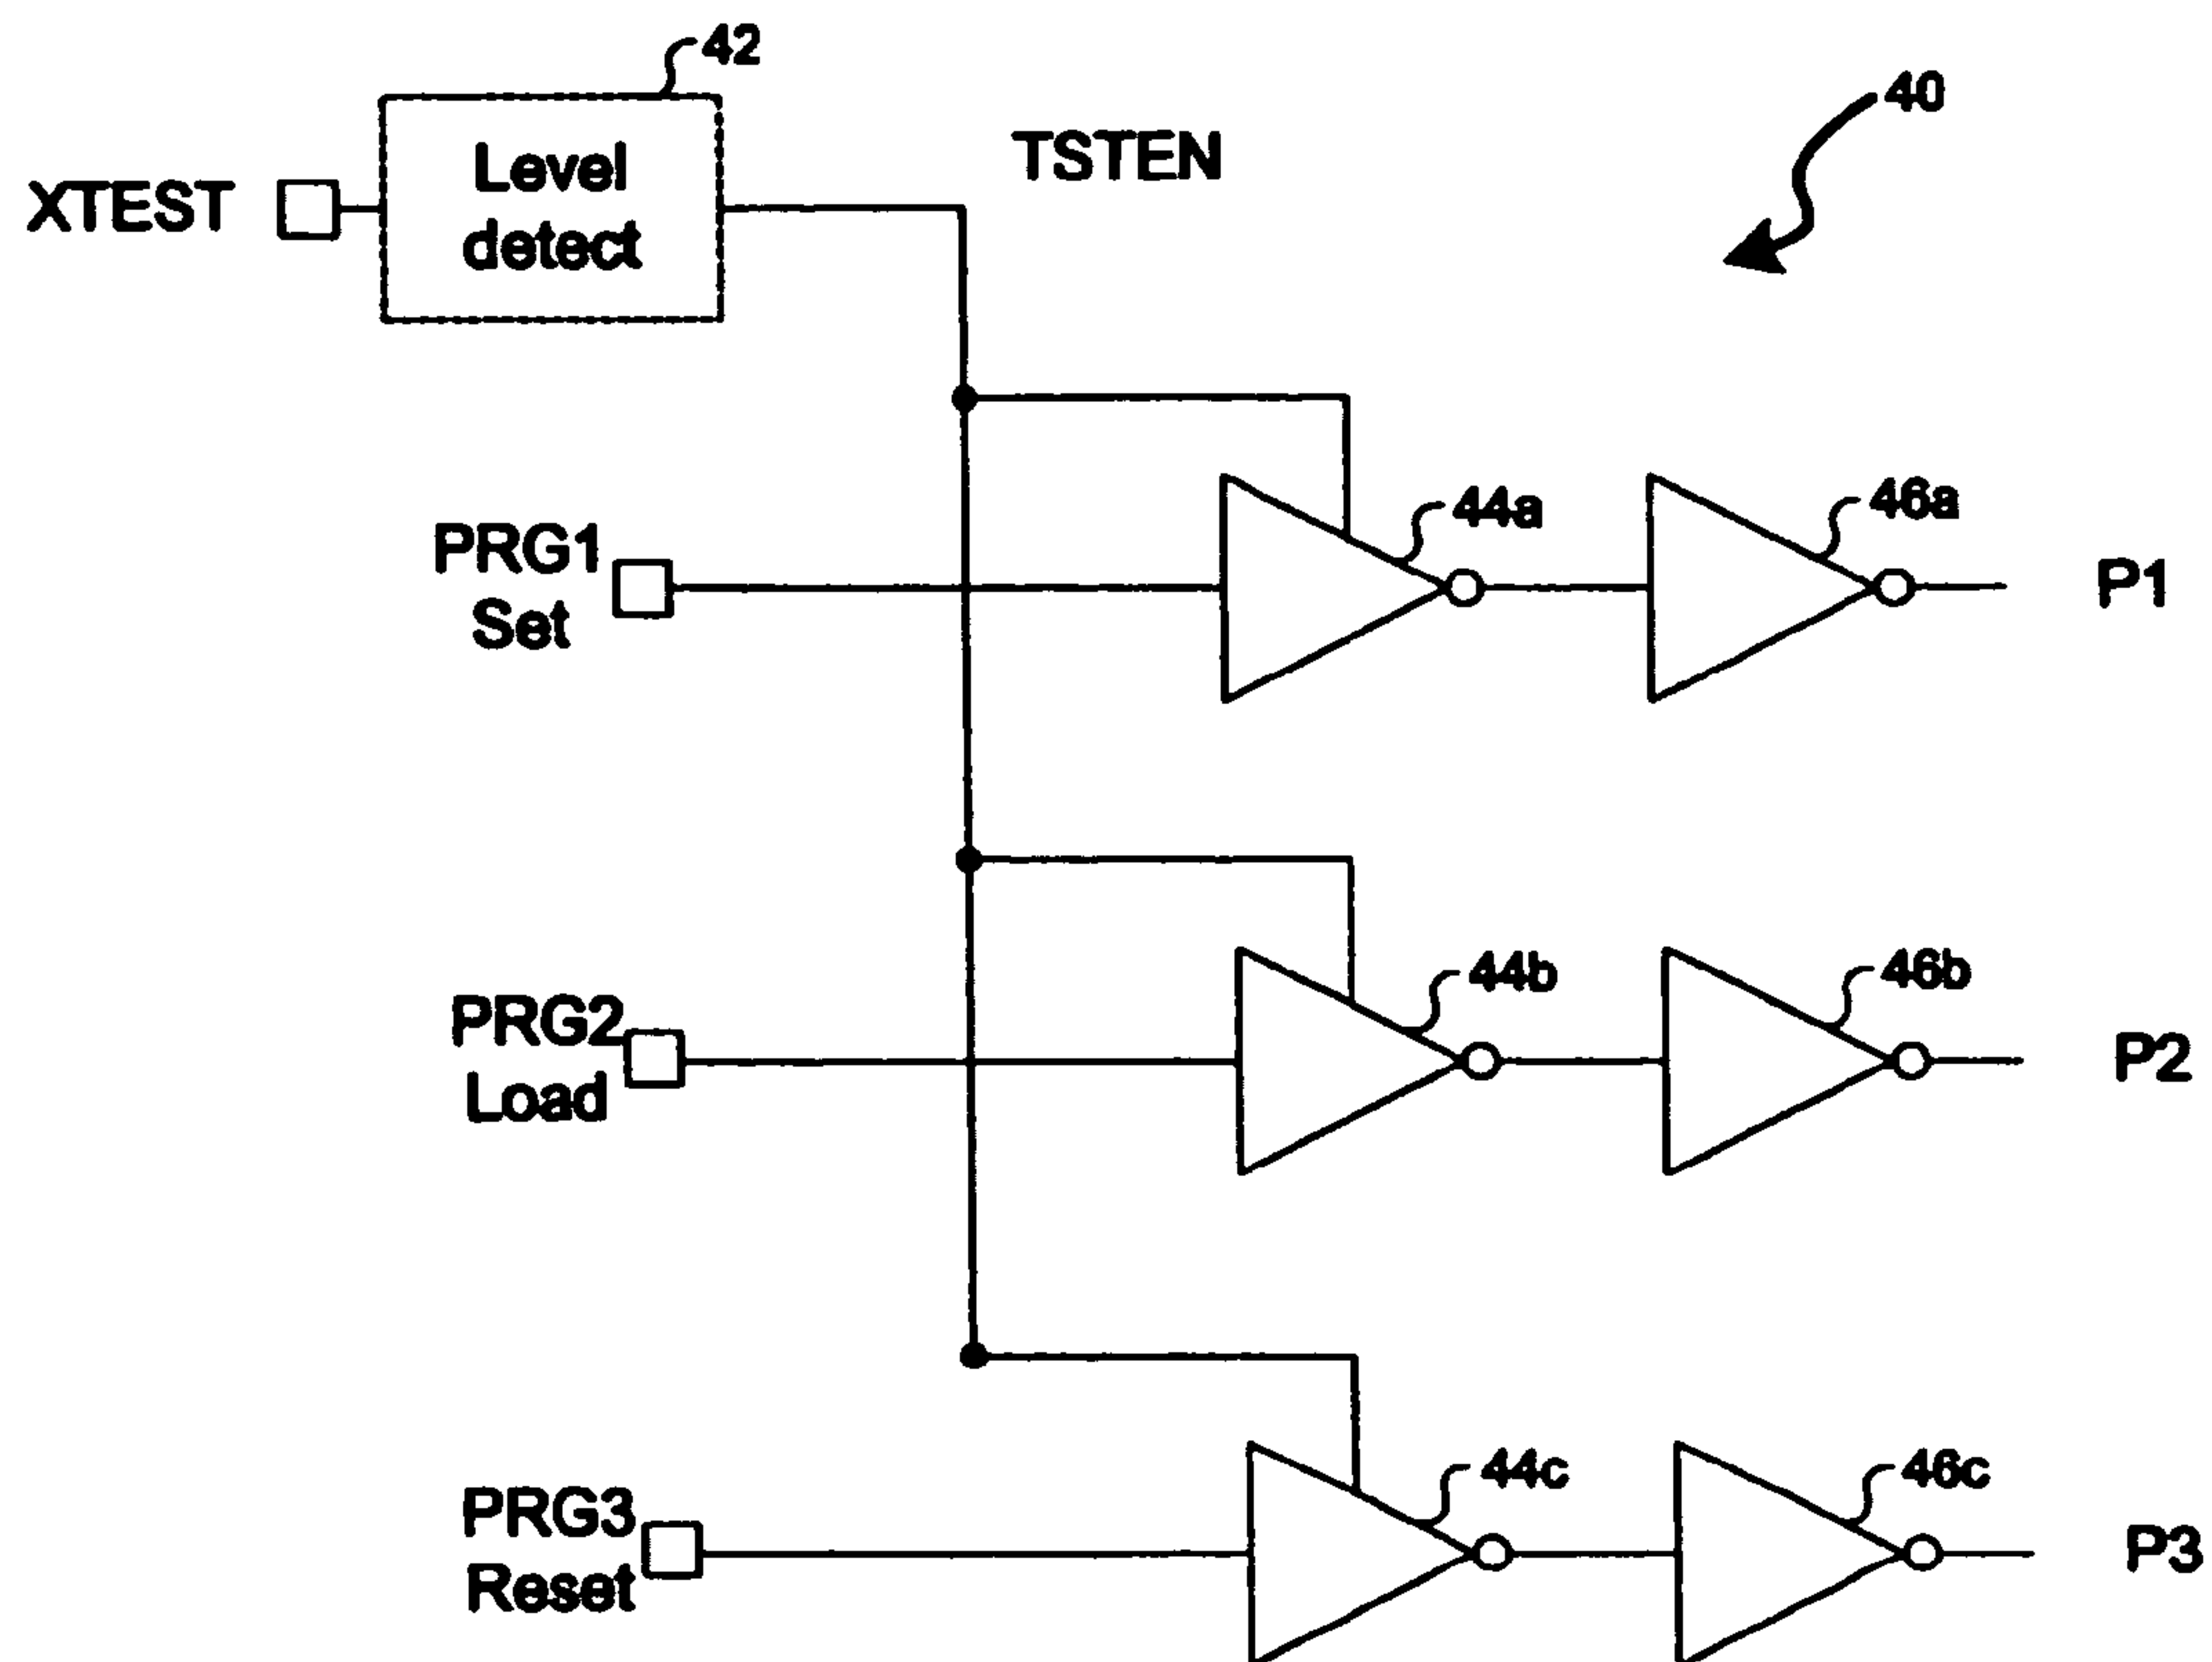 42
40
XTEST
Level
detect
TSTEN
PRG1
Set
44a
46a
P1
PRG2
Load
44b
46b
P2
PRG3
Reset
44c
46c
P3